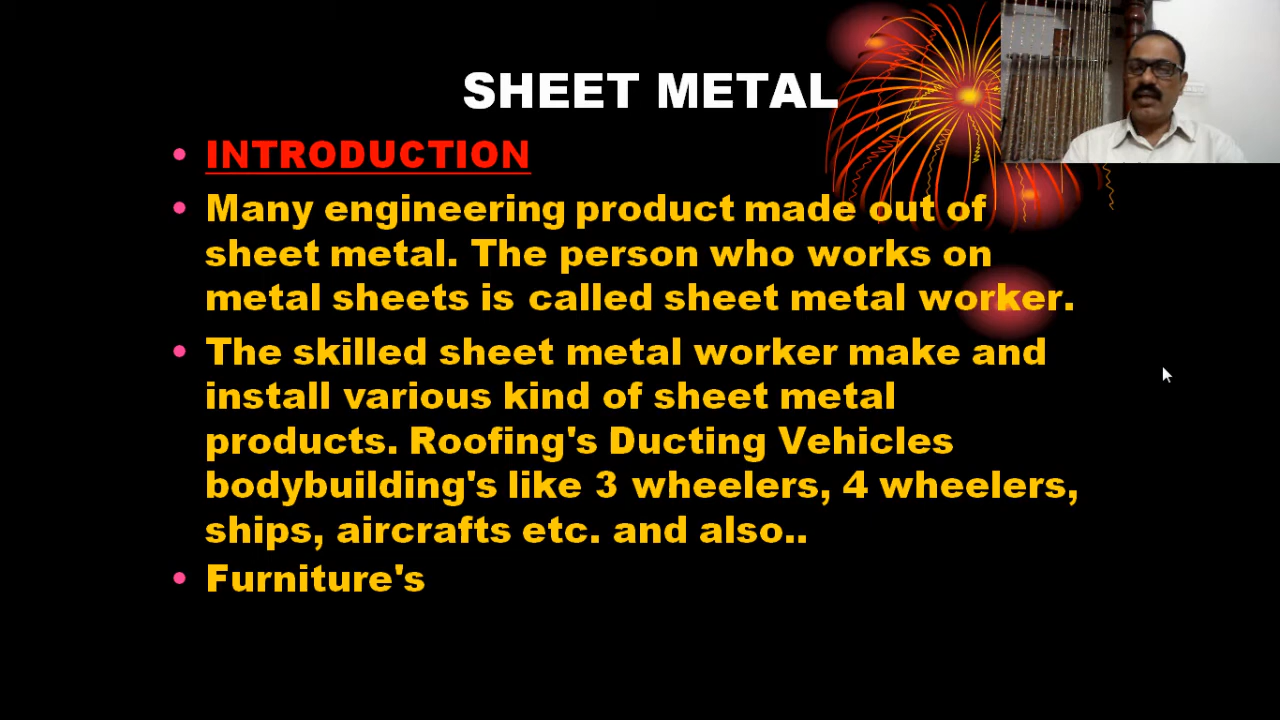 SHEET METAL
INTRODUCTION
Many engineering product made out of
sheet metal. The person who works on
metal sheets is called sheet metal worker.
The skilled sheet metal worker make and
install various kind of sheet metal
products. Roofing's Ducting Vehicles
bodybuilding's like 3 wheelers, 4 wheelers,
ships, aircrafts etc. and also..
Furniture's